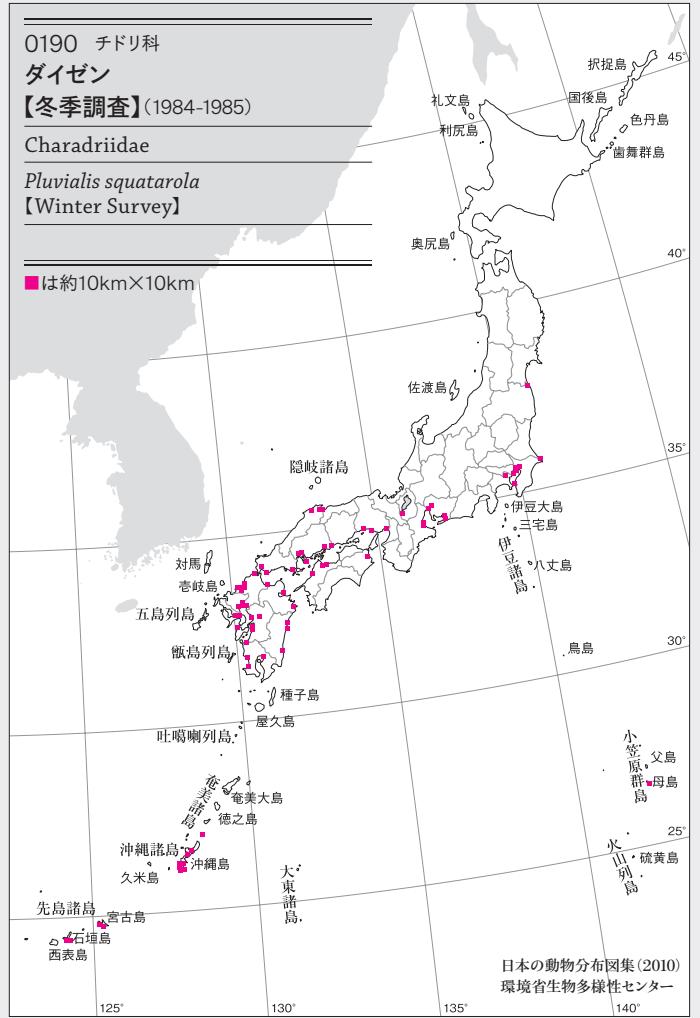 0190 チドリ科
ダイゼン
【冬季調査】(1984-1985)
Charadriidae
Pluvialis squatarola
【Winter Survey】
■は約10km×10km
択捉島
45°
国後島
礼文島
色丹島
利尻島
歯舞群島
奥尻島
40°
佐渡島
35°
隠岐諸島
伊豆大島
三宅島
伊豆諸島
八丈島
対馬
壱岐島
五島列島
甑島列島
鳥島
30°
種子島
屋久島
吐噶喇列島
小笠原群島
父島
母島
奄美諸島
奄美大島
徳之島
25°
沖縄諸島
沖縄島
久米島
火山列島
硫黄島
大東諸島
先島諸島
宮古島
石垣島
西表島
日本の動物分布図集(2010)
環境省生物多様性センター
125°
130°
135°
140°